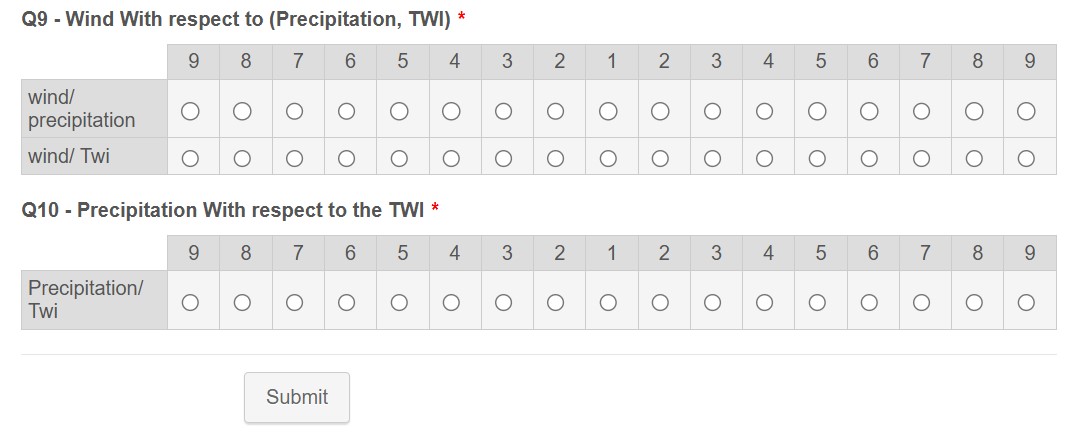 Q9 - Wind With respect to (Precipitation, TWI) *
9 8 7 6 5 4 3 2 1 2 3 4 5 6 7 8 9
wind/
precipitation
wind/ Twi
Q10 - Precipitation With respect to the TWI *
9 8 7 6 5 4 3 2 1 2 3 4 5 6 7 8 9
Precipitation/
Twi
Submit